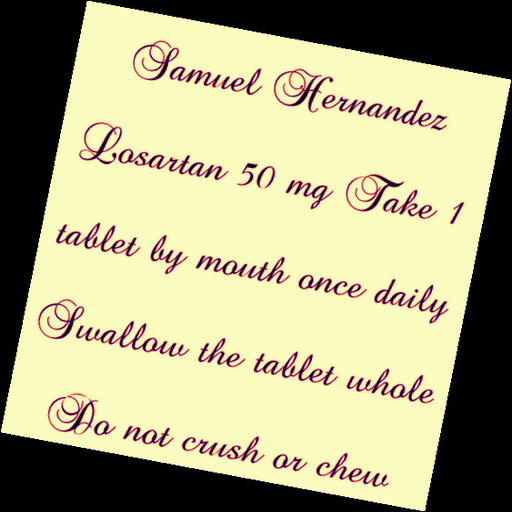 Samuel Hernandez
Losartan 50 mg Take 1
tablet by mouth once daily
Swallow the tablet whole
Do not crush or chew